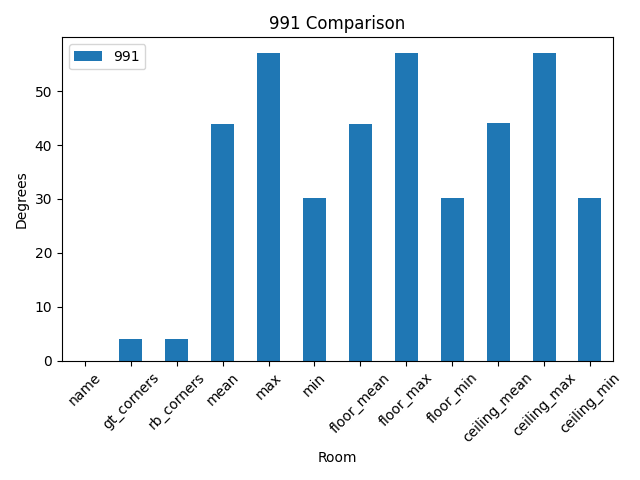 991 Comparison
991
Degrees
50
40
30
20
10
0
name
gt_corners
rb_corners
mean
max
min
floor_mean
floor_max
floor_min
ceiling_mean
ceiling_max
ceiling_min
Room